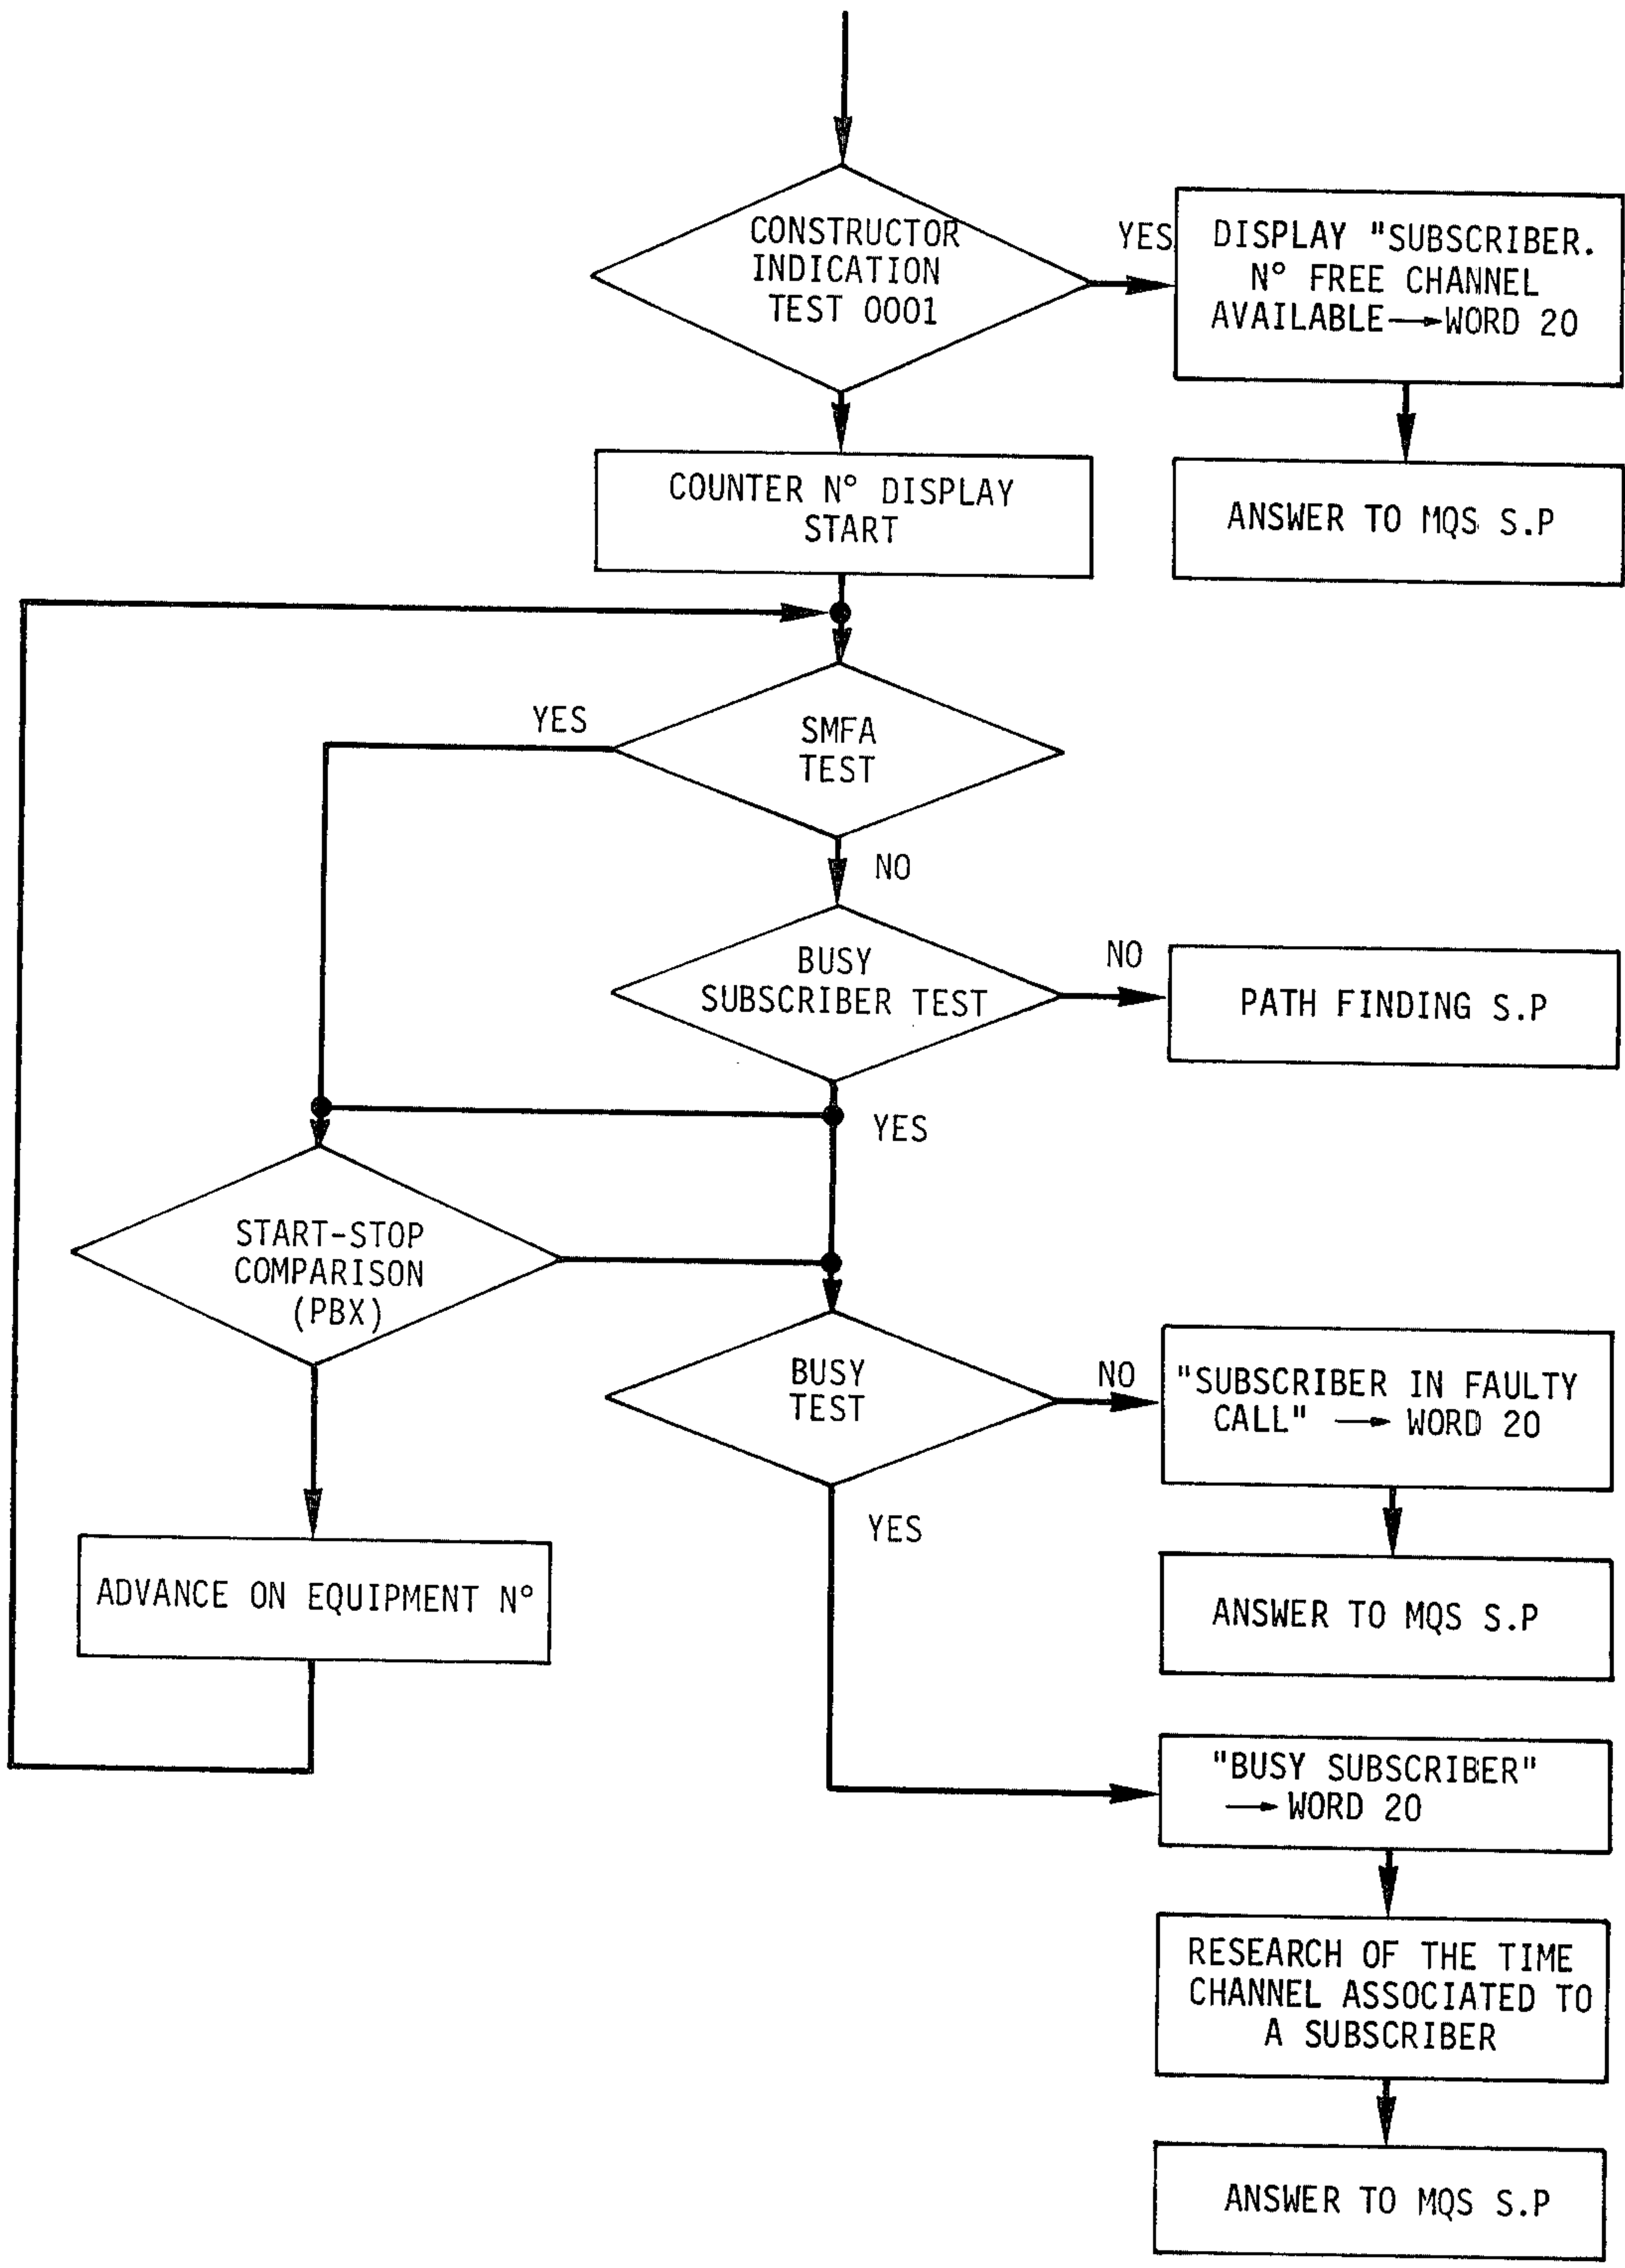 CONSTRUCTOR
INDICATION
TEST 0001
YES
DISPLAY "SUBSCRIBER.
N° FREE CHANNEL
AVAILABLE→WORD 20
COUNTER N° DISPLAY
START
ANSWER TO MQS S.P
YES
SMFA
TEST
NO
BUSY
SUBSCRIBER TEST
NO
PATH FINDING S.P
YES
START-STOP
COMPARISON
(PBX)
BUSY
TEST
NO
"SUBSCRIBER IN FAULTY
CALL" → WORD 20
YES
ADVANCE ON EQUIPMENT N°
ANSWER TO MQS S.P
"BUSY SUBSCRIBER"
→ WORD 20
RESEARCH OF THE TIME
CHANNEL ASSOCIATED TO
A SUBSCRIBER
ANSWER TO MQS S.P